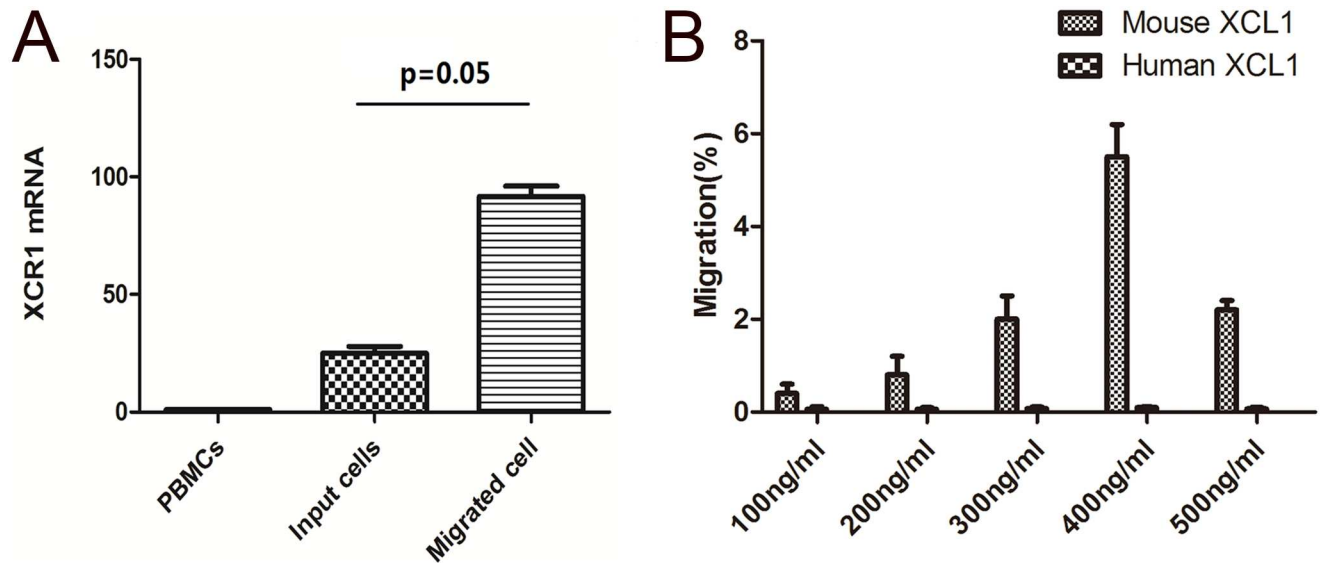 A
150
100
50
0
XCR1 mRNA
p=0.05
PBMCs
Input cells
Migrated cell
B
Mouse XCL1
Human XCL1
8
6
4
2
0
Migration(%)
100ng/ml
200ng/ml
300ng/ml
400ng/ml
500ng/ml